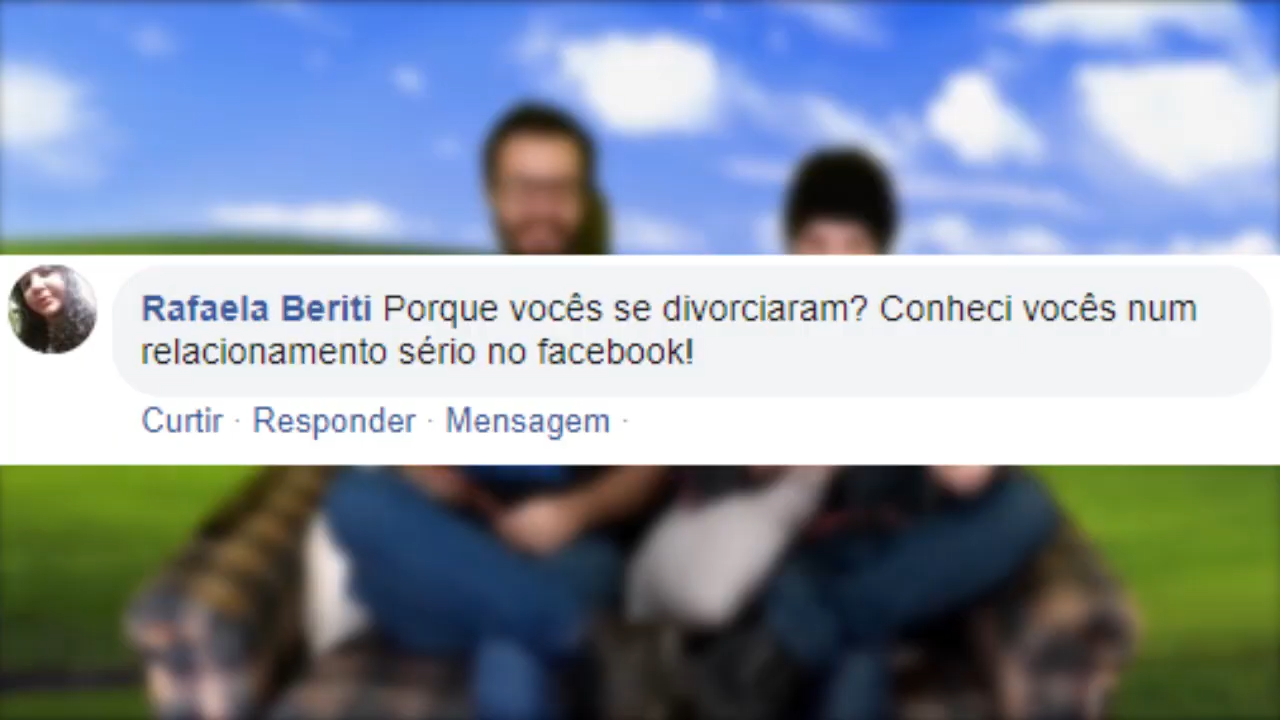 Rafaela Beriti Porque vocês se divorciaram? Conheci vocês num
relacionamento sério no facebook!
Curtir · Responder · Mensagem ·